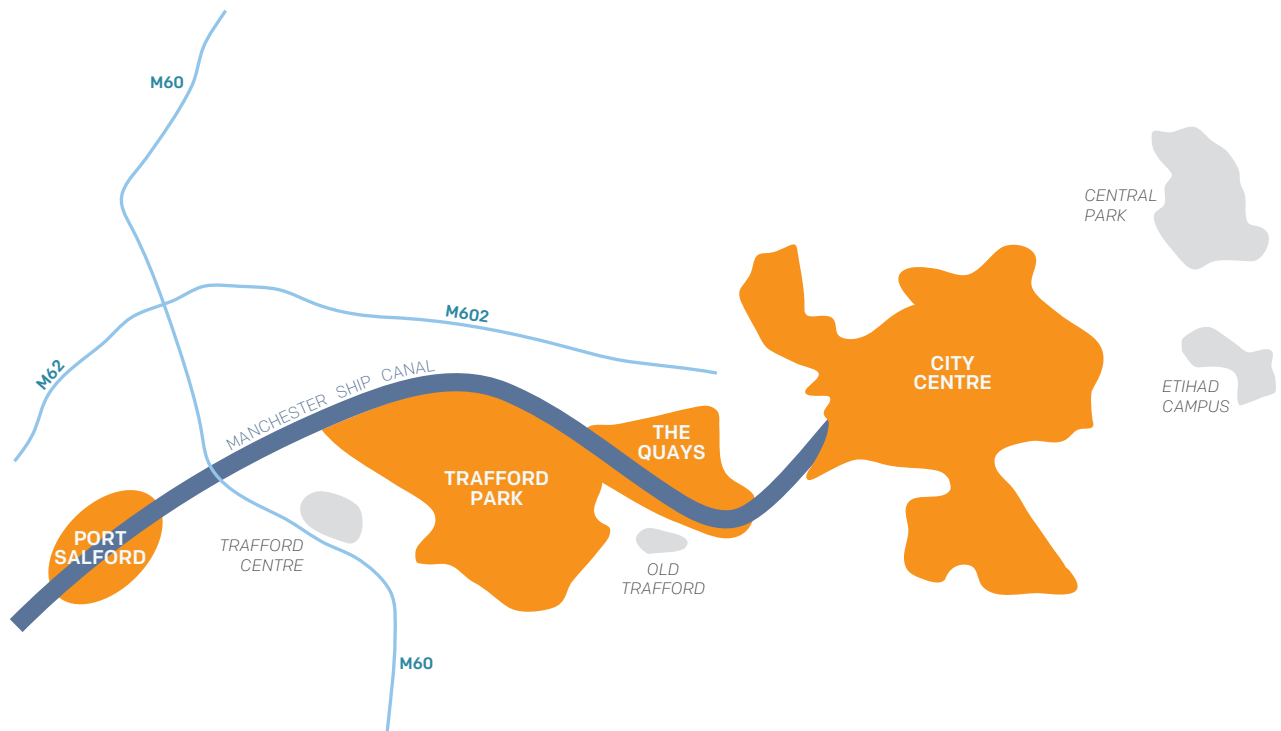 M60
CENTRAL
PARK
M602
M62
MANCHESTER SHIP CANAL
CITY
CENTRE
ETIHAD
CAMPUS
THE
QUAYS
TRAFFORD
PARK
PORT
SALFORD
TRAFFORD
CENTRE
OLD
TRAFFORD
M60